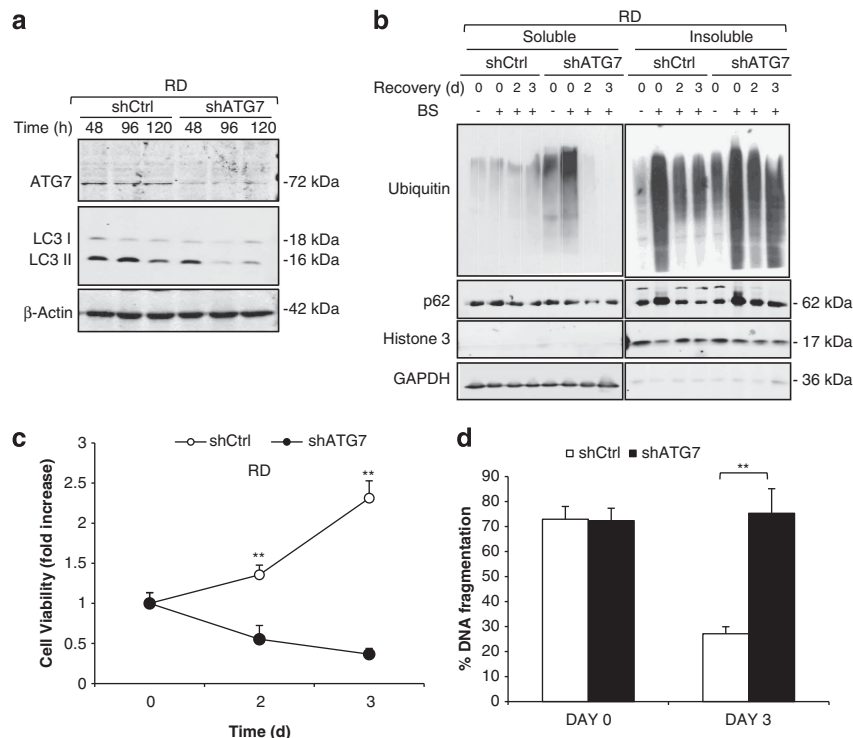 a
RD
shCtrl shATG7
Time (h) 48 96 120 48 96 120
ATG7 -72 kDa
LC3 I -18 kDa
LC3 II -16 kDa
β-Actin -42 kDa
b
RD
Soluble Insoluble
shCtrl shATG7 shCtrl shATG7
Recovery (d) 0 0 2 3 0 0 2 3 0 0 2 3 0 0 2 3
BS - + + + - + + + - + + + - + + +
Ubiquitin
p62 - 62 kDa
Histone 3 - 17 kDa
GAPDH - 36 kDa
c
shCtrl shATG7
RD
Cell Viability (fold increase)
3
2.5
2
1.5
1
0.5
0
** **
0 2 3
Time (d)
d
shCtrl shATG7
% DNA fragmentation
90
80
70
60
50
40
30
20
10
0
**
DAY 0 DAY 3